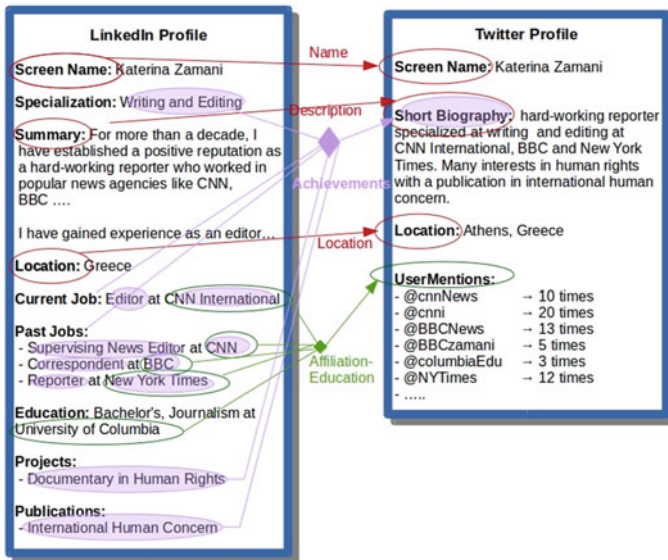 LinkedIn Profile
Screen Name: Katerina Zamani
Specialization: Writing and Editing
Summary: For more than a decade, I
have established a positive reputation as
a hard-working reporter who worked in
popular news agencies like CNN,
BBC ....
I have gained experience as an editor...
Location: Greece
Current Job: Editor at CNN International
Past Jobs:
- Supervising News Editor at CNN
- Correspondent at BBC
- Reporter at New York Times
Education: Bachelor's, Journalism at
University of Columbia
Projects:
- Documentary in Human Rights
Publications:
- International Human Concern
Name
Description
Achievements
Location
Affiliation-
Education
Twitter Profile
Screen Name: Katerina Zamani
Short Biography: hard-working reporter
specialized at writing and editing at
CNN International, BBC and New York
Times. Many interests in human rights
with a publication in international human
concern.
Location: Athens, Greece
UserMentions:
- @cnnNews → 10 times
- @cnni → 20 times
- @BBCNews → 13 times
- @BBCzamani → 5 times
- @columbiaEdu → 3 times
- @NYTimes → 12 times
- .....